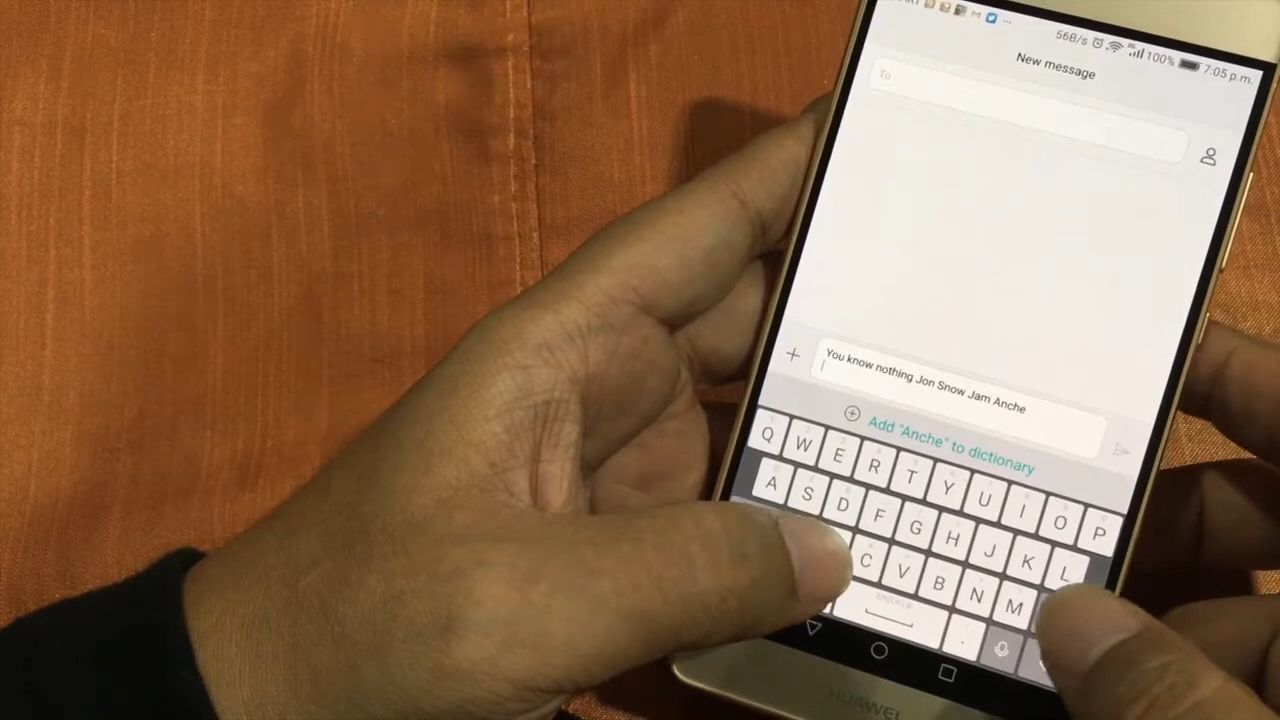 56B/s 100% 7:05 p.m.
New message
To
You know nothing Jon Snow Jam Anche
Add "Anche" to dictionary
Q W E R T Y U I O P
A S D F G H J K L
C V B N M
.
HUAWEI